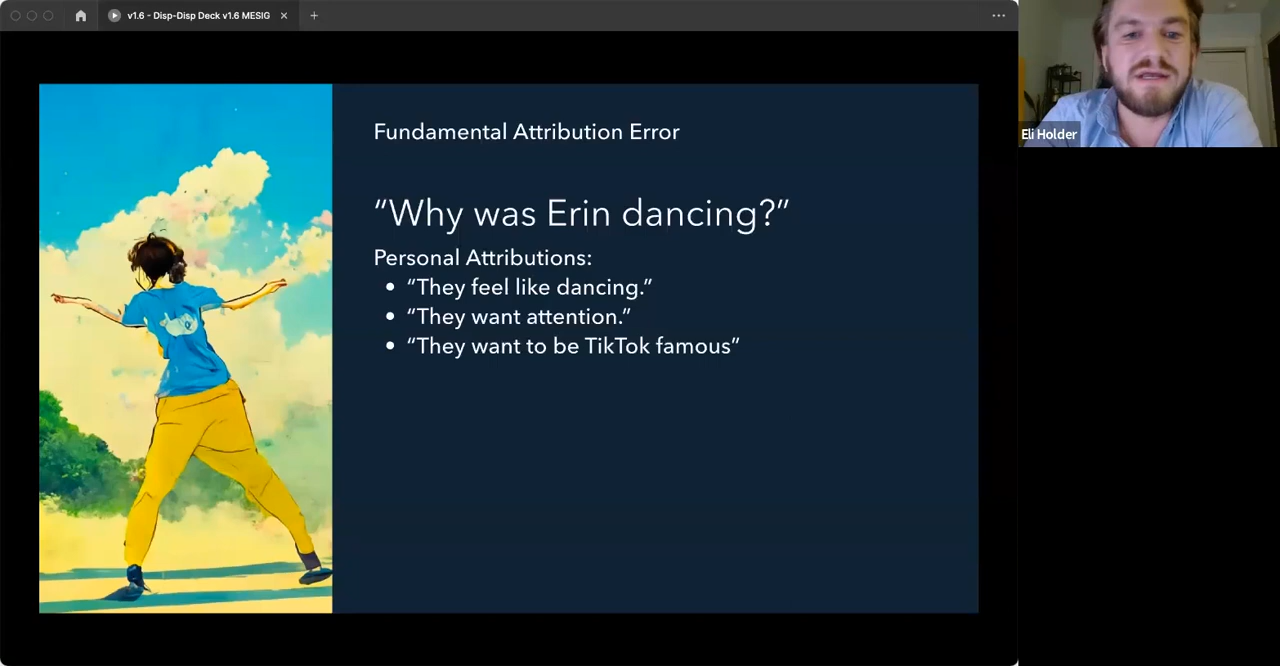 v1.6 - Disp-Disp Deck v1.6 MESIG
Fundamental Attribution Error
“Why was Erin dancing?”
Personal Attributions:
• “They feel like dancing.”
• “They want attention.”
• “They want to be TikTok famous”
Eli Holder